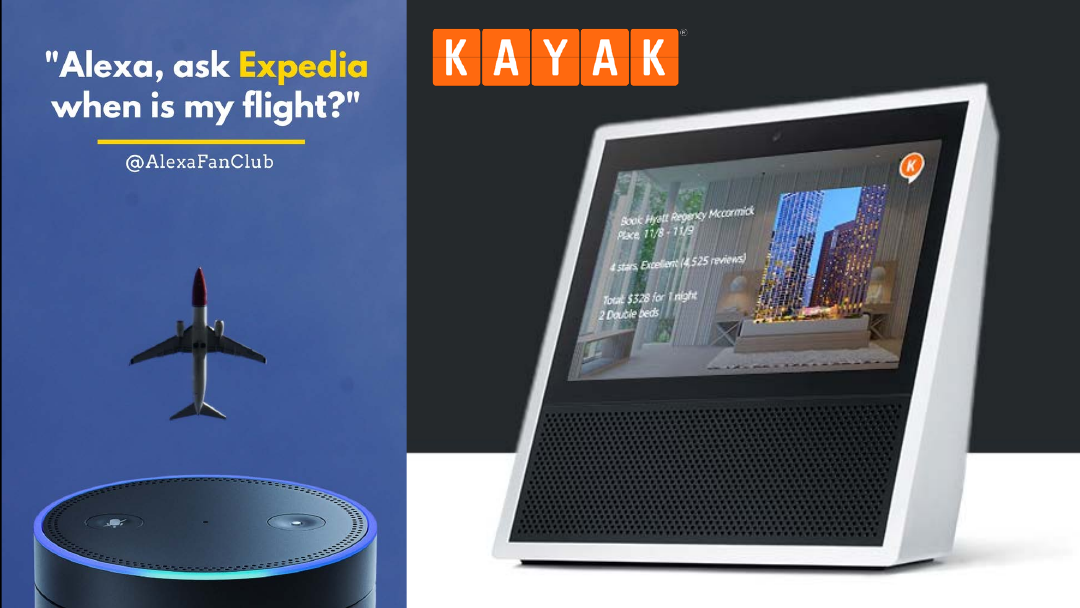 "Alexa, ask Expedia
when is my flight?"
@AlexaFanClub
KAYAK®
K
Book: Hyatt Regency Mccormick
Place, 11/8 - 11/9
4 stars, Excellent (4,525 reviews)
Total: $328 for 1 night
2 Double beds